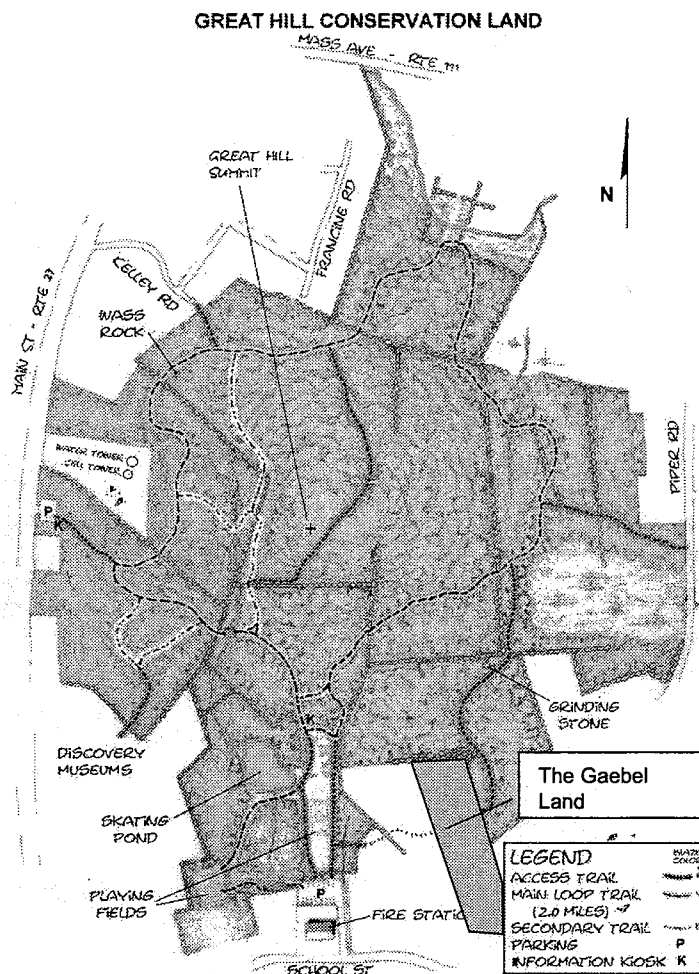 GREAT HILL CONSERVATION LAND
MASS AVE - RTE 111
GREAT HILL
SUMMIT
N
FRANCINE RD
KELLEY RD
MAIN ST - RTE 27
WASS
ROCK
PIPER RD
WATER TOWER
CELL TOWER
P
K
GRINDING
STONE
K
DISCOVERY
MUSEUMS
The Gaebel
Land
SKATING
POND
PLAYING
FIELDS
P
FIRE STATIC
SCHOOL ST
LEGEND
ACCESS TRAIL
MAIN LOOP TRAIL
(2.0 MILES)
SECONDARY TRAIL
PARKING P
INFORMATION KIOSK K